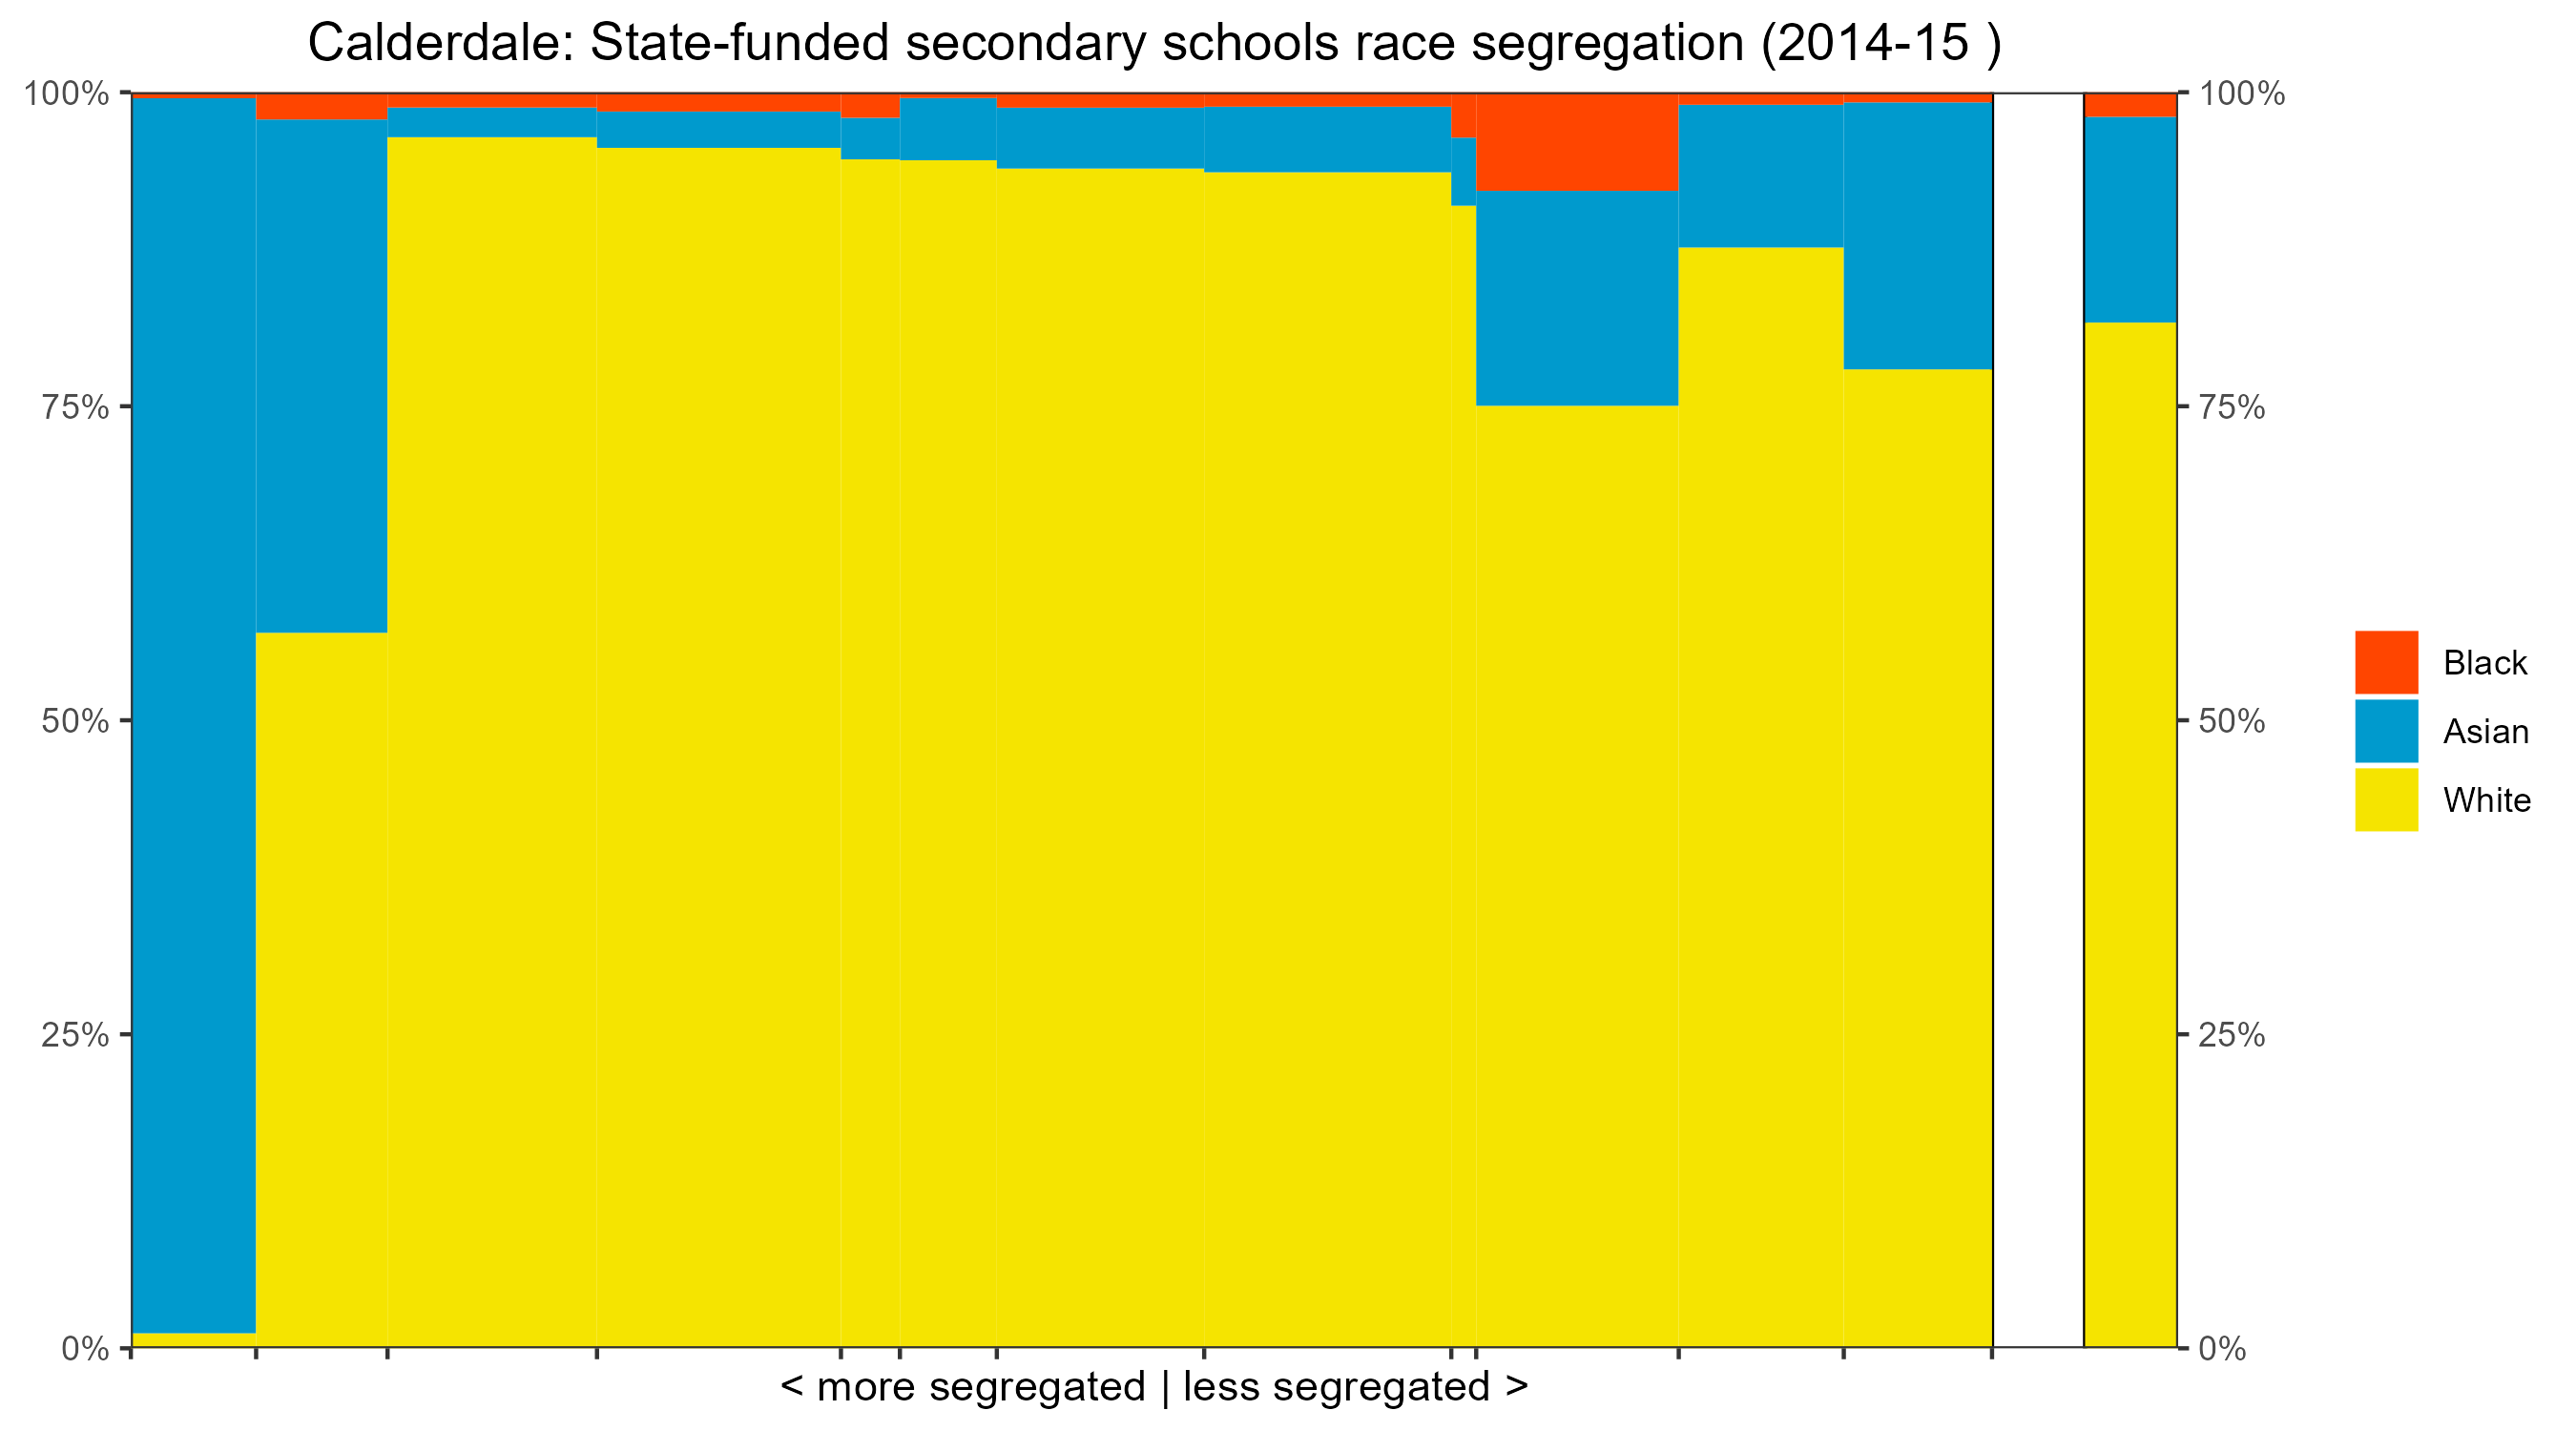 Calderdale: State-funded secondary schools race segregation (2014-15 )
100%
75%
50%
25%
0%
100%
75%
50%
25%
0%
Black
Asian
White
< more segregated | less segregated >